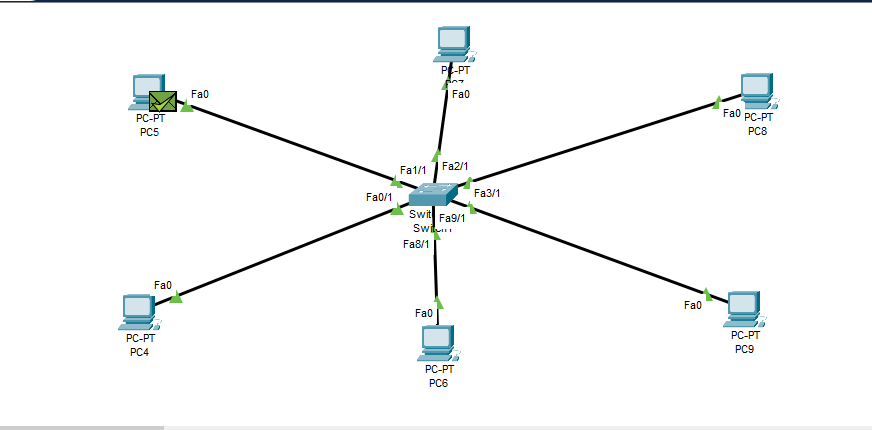 PC-PT
Fa0
Fa0
PC-PT
PC5
Fa0
PC-PT
PC8
Fa1/1
Fa2/1
Fa0/1
Fa3/1
Fa9/1
Fa8/1
Fa0
PC-PT
PC4
Fa0
PC-PT
PC6
Fa0
PC-PT
PC9